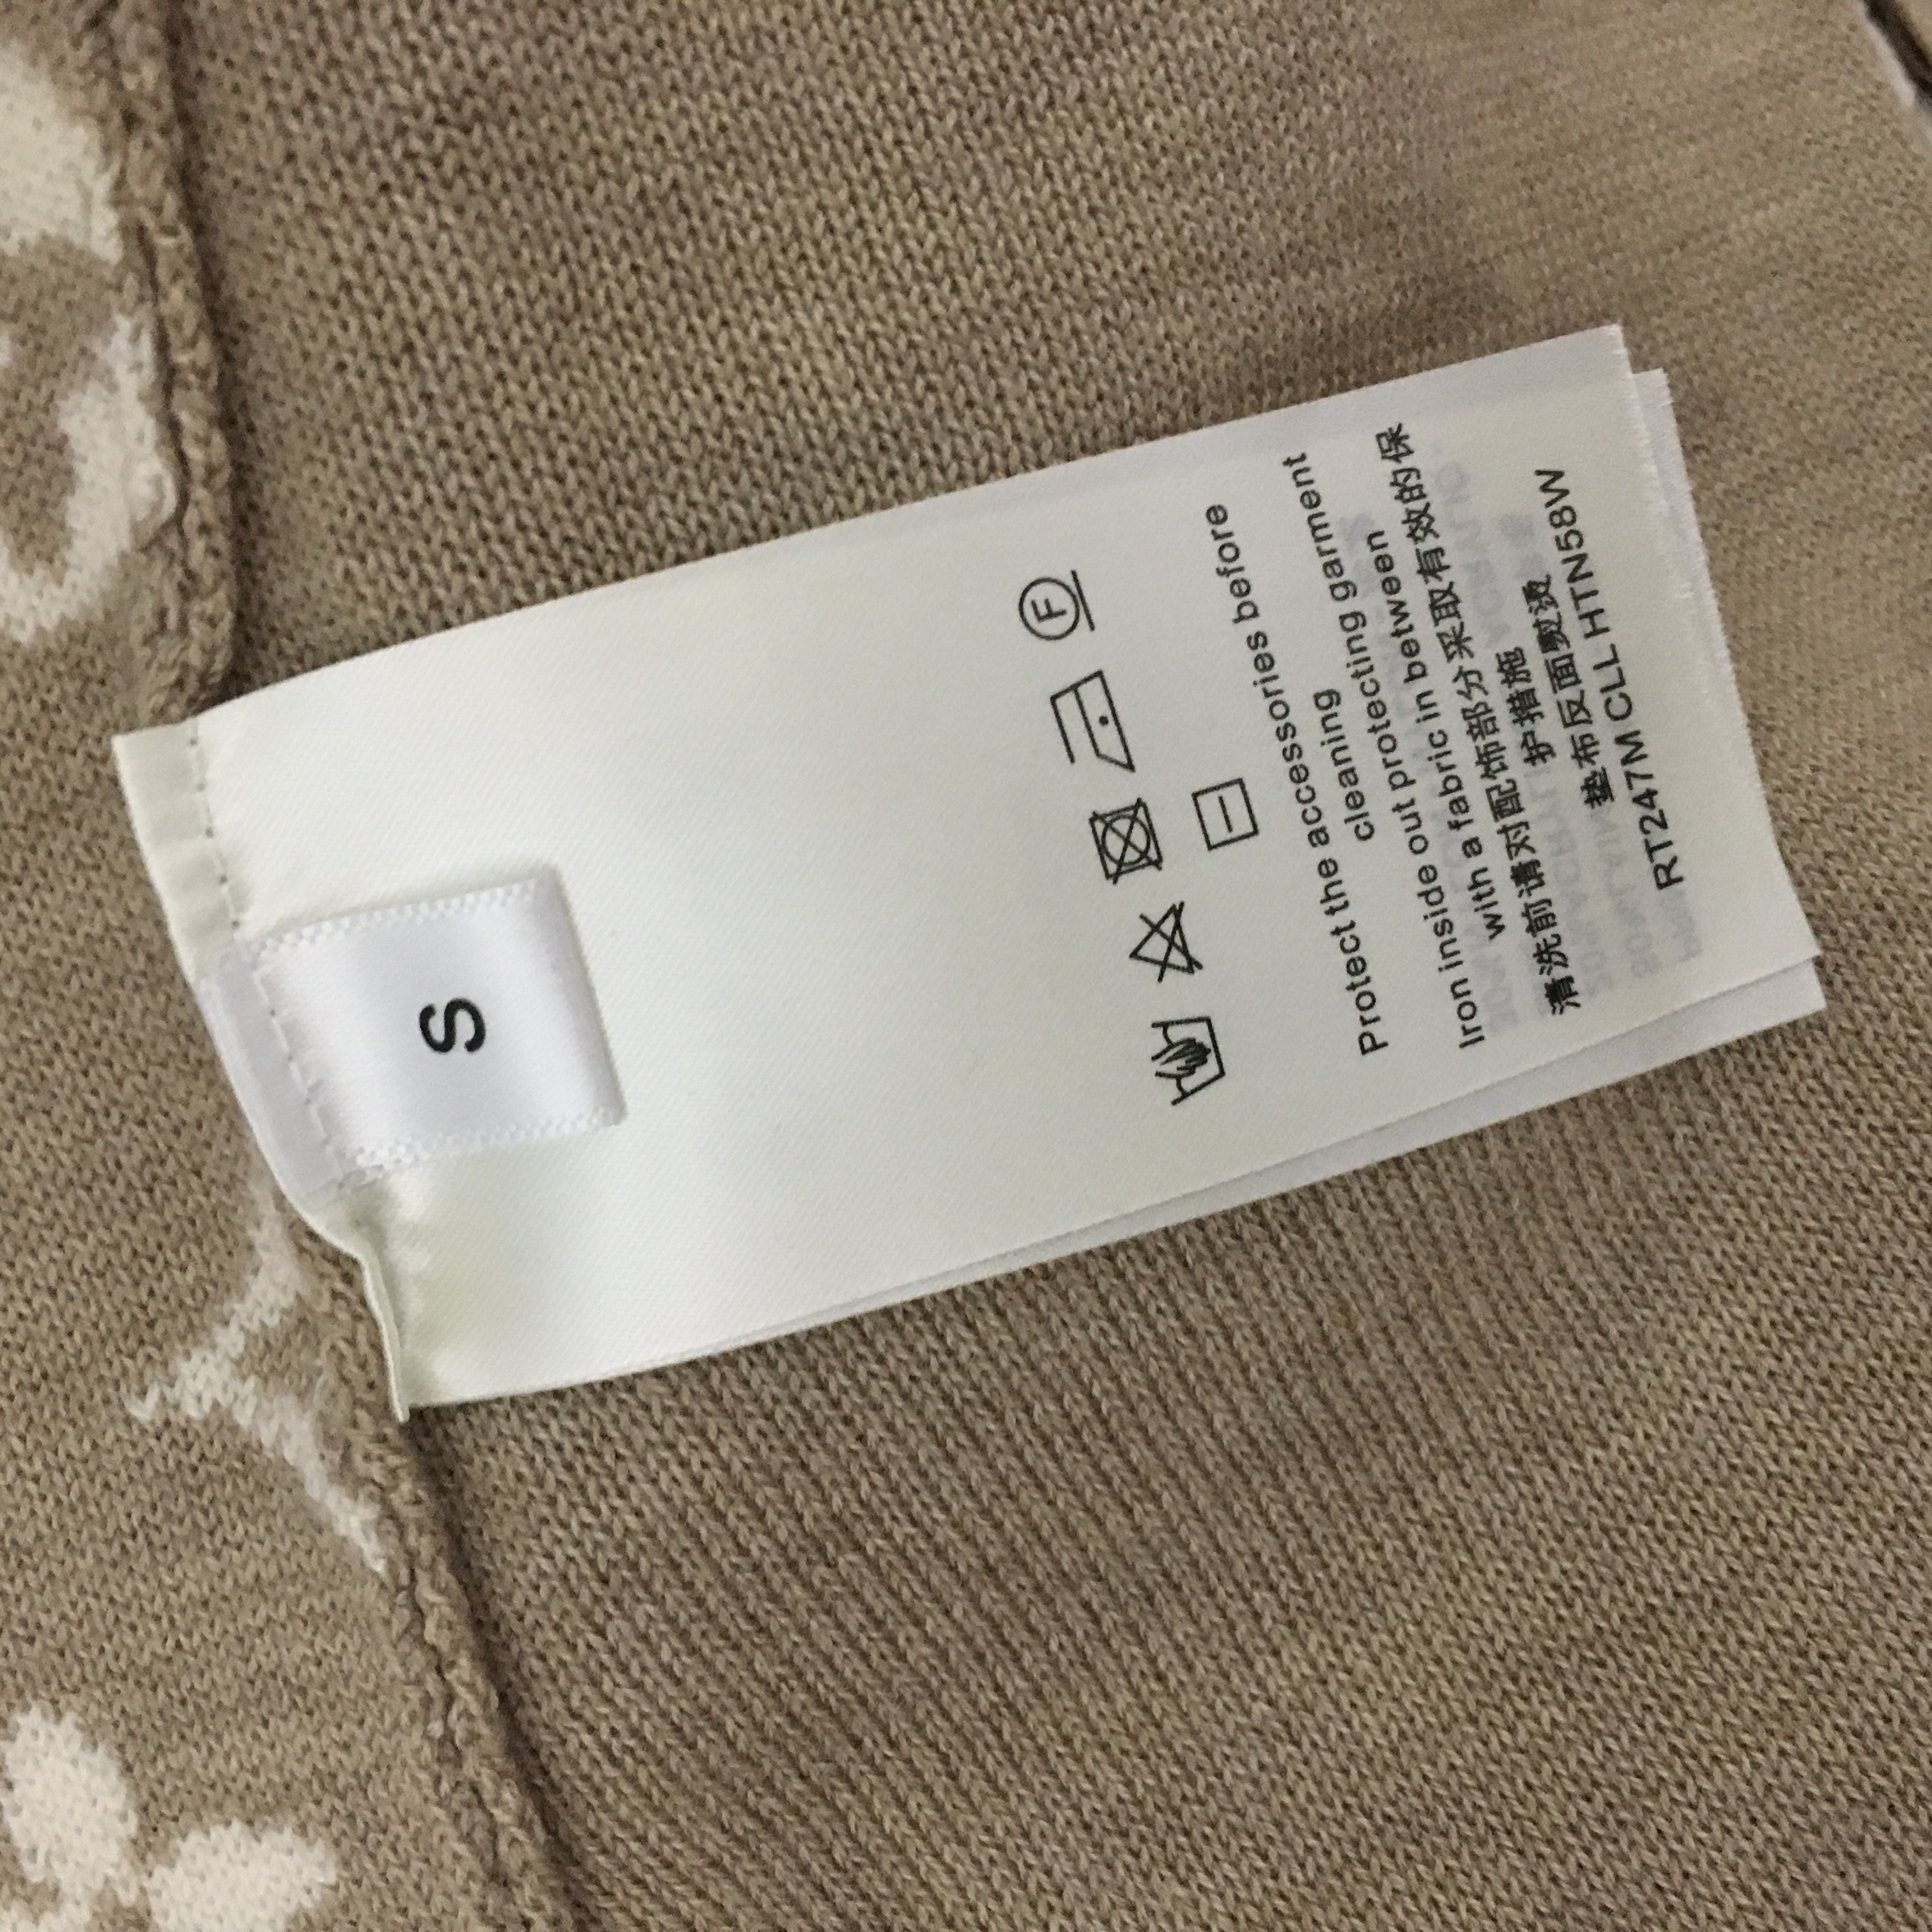 S
F
Protect the accessories before
cleaning
Iron inside out protecting garment
with a fabric in between
清洗前请对配饰部分采取有效的保
护措施
垫布反面熨烫
RT247M CLL HTN58W